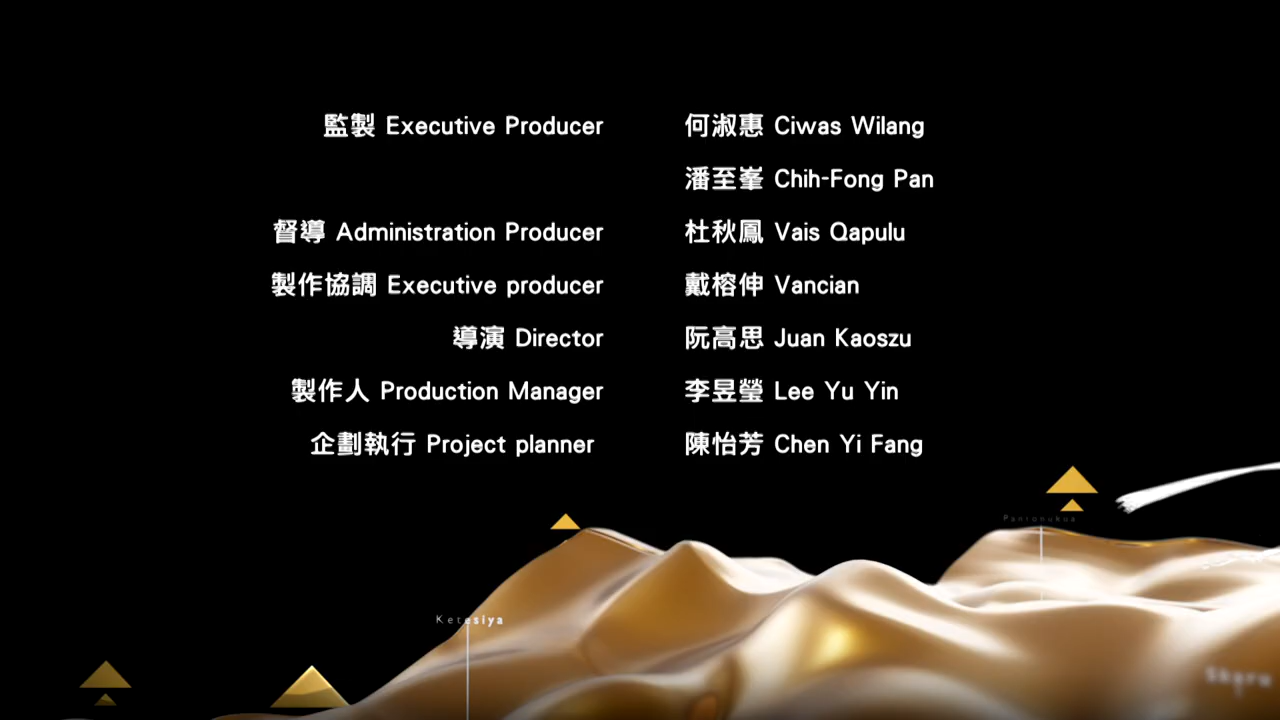 監製 Executive Producer 何淑惠 Ciwas Wilang
潘至峯 Chih-Fong Pan
督導 Administration Producer 杜秋鳳 Vais Qapulu
製作協調 Executive producer 戴榕伸 Vancian
導演 Director 阮高思 Juan Kaoszu
製作人 Production Manager 李昱瑩 Lee Yu Yin
企劃執行 Project planner 陳怡芳 Chen Yi Fang
Ketesiya